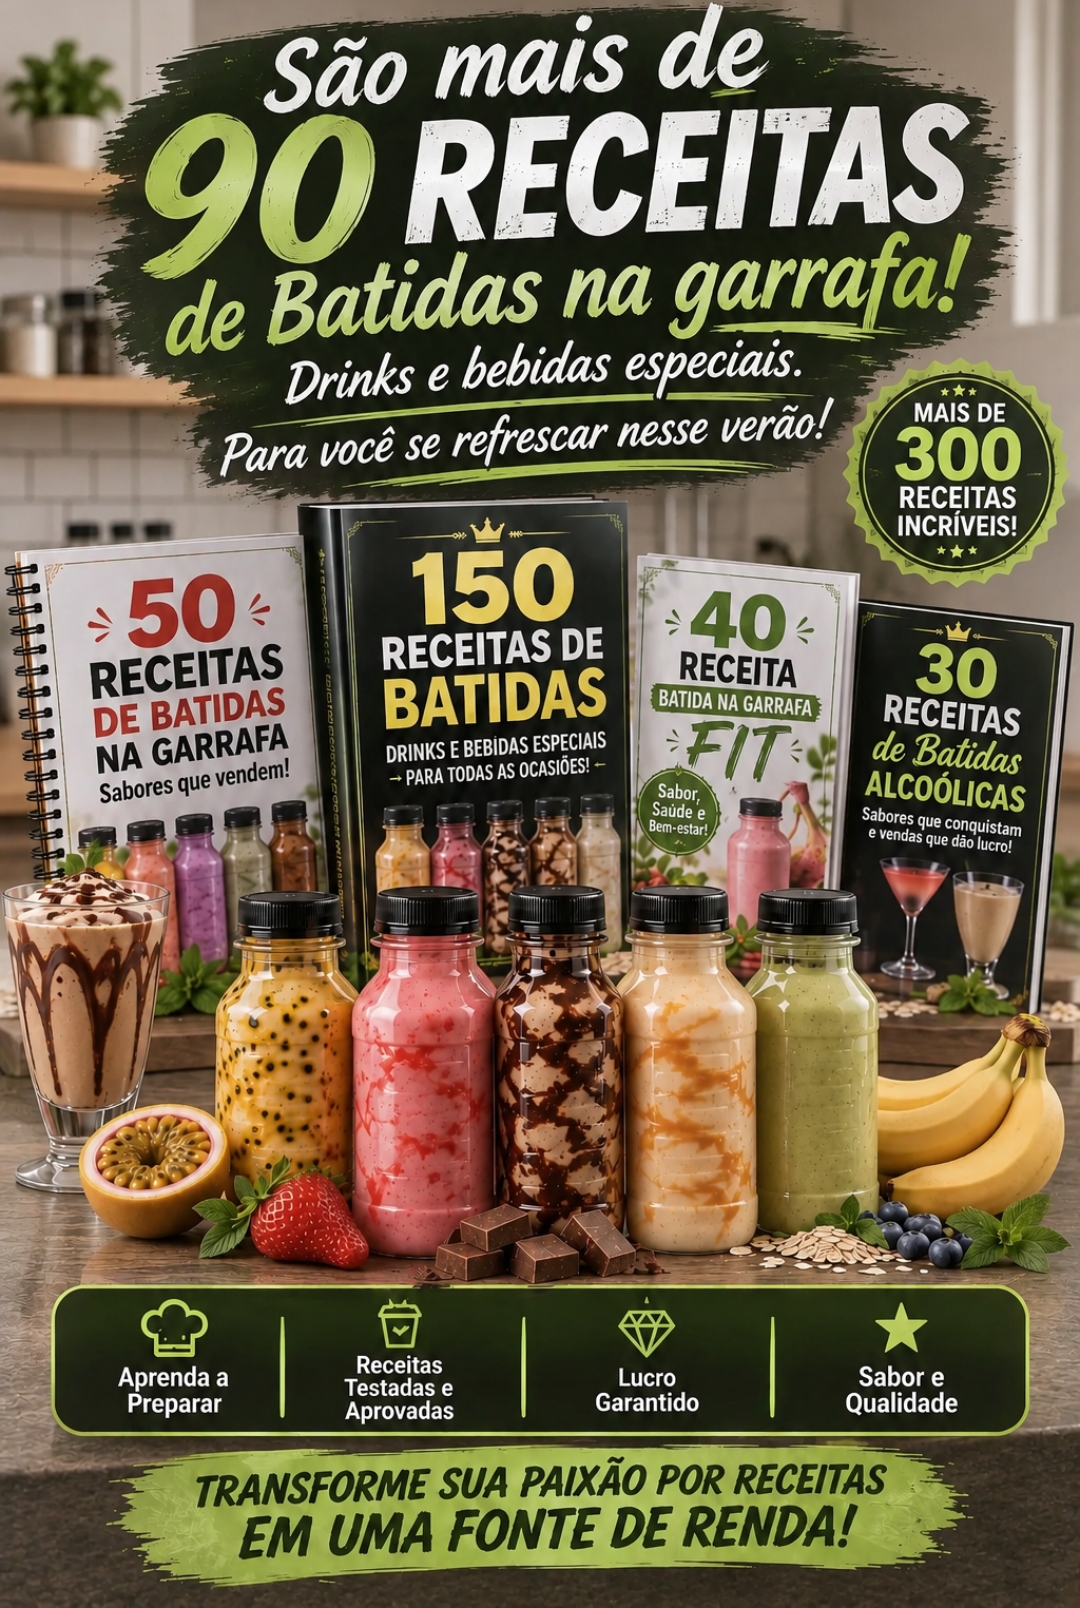 São mais de
90 RECEITAS
de Batidas na garrafa!
Drinks e bebidas especiais.
Para você se refrescar nesse verão!
MAIS DE
300
RECEITAS
INCRÍVEIS!
50
RECEITAS
DE BATIDAS
NA GARRAFA
Sabores que vendem!
150
RECEITAS DE
BATIDAS
DRINKS E BEBIDAS ESPECIAIS
PARA TODAS AS OCASIÕES!
40
RECEITA
BATIDA NA GARRAFA
FIT
Sabor,
Saúde e
Bem-estar!
30
RECEITAS
de Batidas
ALCOÓLICAS
Sabores que conquistam
e vendas que dão lucro!
Aprenda a
Preparar
Receitas
Testadas e
Aprovadas
Lucro
Garantido
Sabor e
Qualidade
TRANSFORME SUA PAIXÃO POR RECEITAS
EM UMA FONTE DE RENDA!